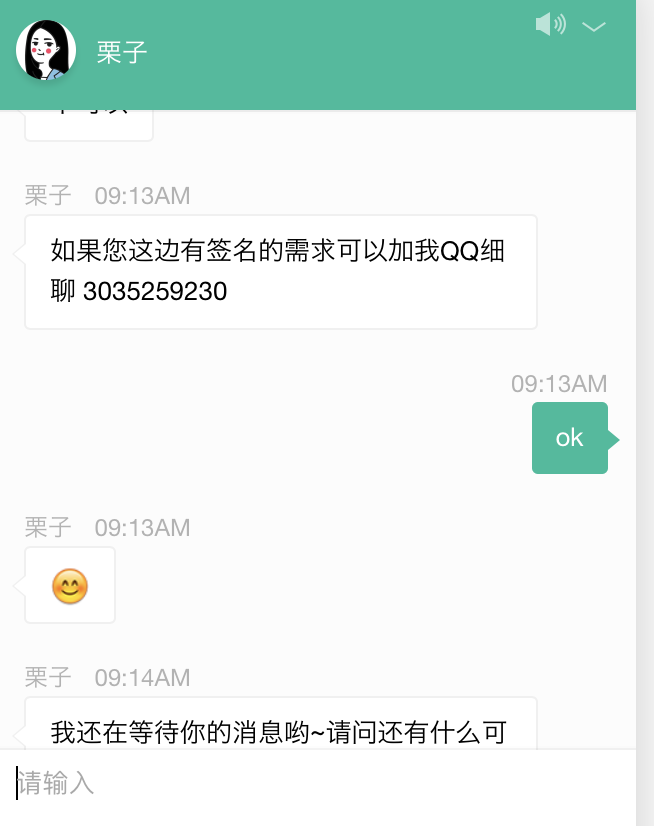 栗子
栗子 09:13AM
如果您这边有签名的需求可以加我QQ细
聊 3035259230
09:13AM
ok
栗子 09:13AM
😊
栗子 09:14AM
我还在等待你的消息哟~请问还有什么可
请输入